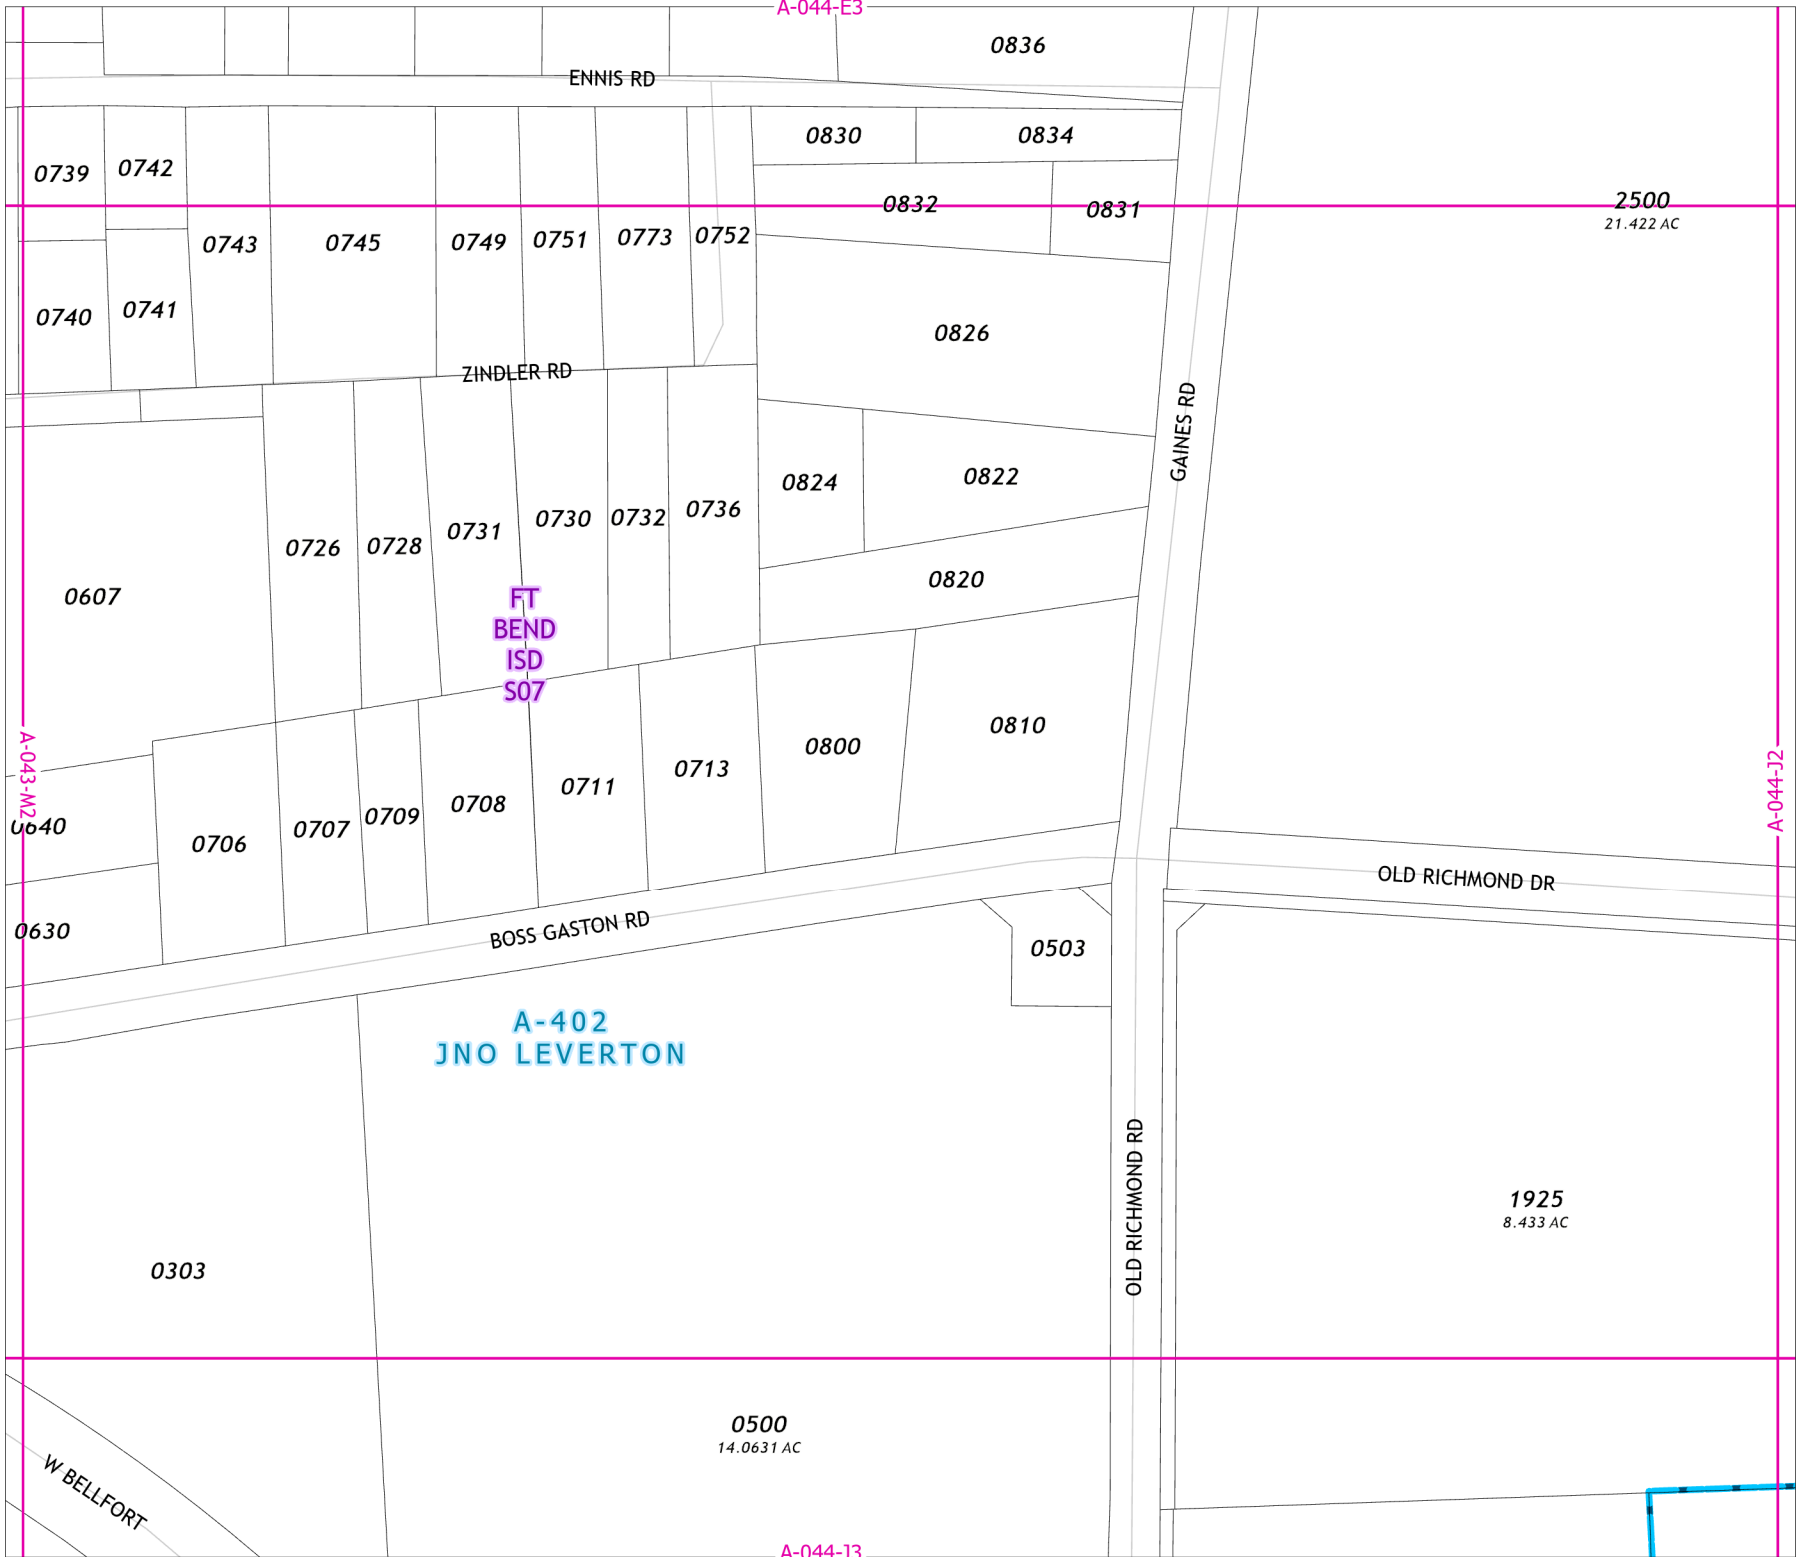 A-044-E3
0836
ENNIS RD
0830
0834
0739
0742
2500
21.422 AC
0832
0831
0743
0745
0749
0751
0773
0752
0740
0741
0826
ZINDLER RD
GAINES RD
0824
0822
0726
0728
0731
0730
0732
0736
0607
0820
FT
BEND
ISD
S07
A-043-M2
A-044-J2
0800
0810
0640
0706
0707
0709
0708
0711
0713
OLD RICHMOND DR
0630
BOSS GASTON RD
0503
A-402
JNO LEVERTON
OLD RICHMOND RD
1925
8.433 AC
0303
0500
14.0631 AC
W BELLFORT
A-044-J3